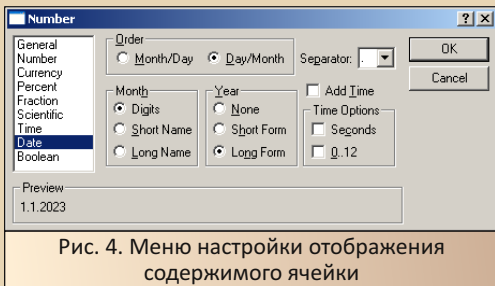 Number
General
Number
Currency
Percent
Fraction
Scientific
Time
Date
Boolean
Order
Month/Day
Day/Month
Separator: .
OK
Cancel
Month
Digits
Short Name
Long Name
Year
None
Short Form
Long Form
Add Time
Time Options
Seconds
0..12
Preview
1.1.2023
Рис. 4. Меню настройки отображения
содержимого ячейки